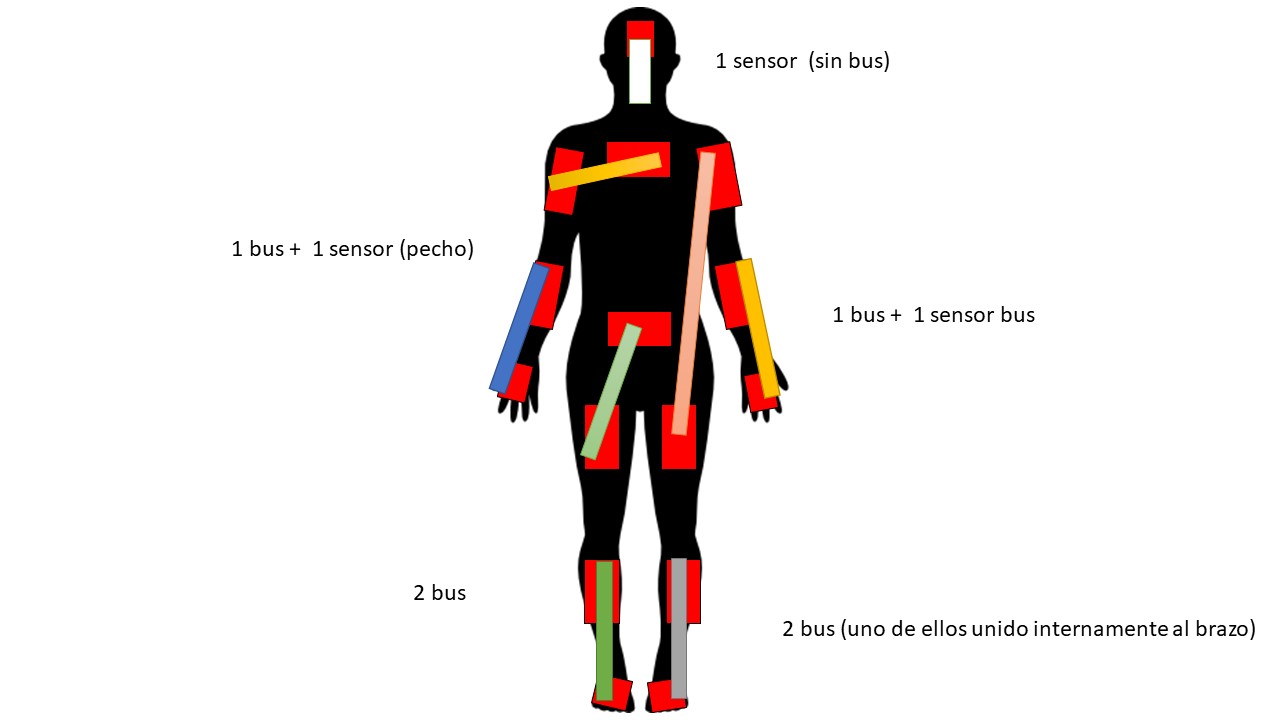 1 sensor (sin bus)
1 bus + 1 sensor (pecho)
1 bus + 1 sensor bus
2 bus
2 bus (uno de ellos unido internamente al brazo)